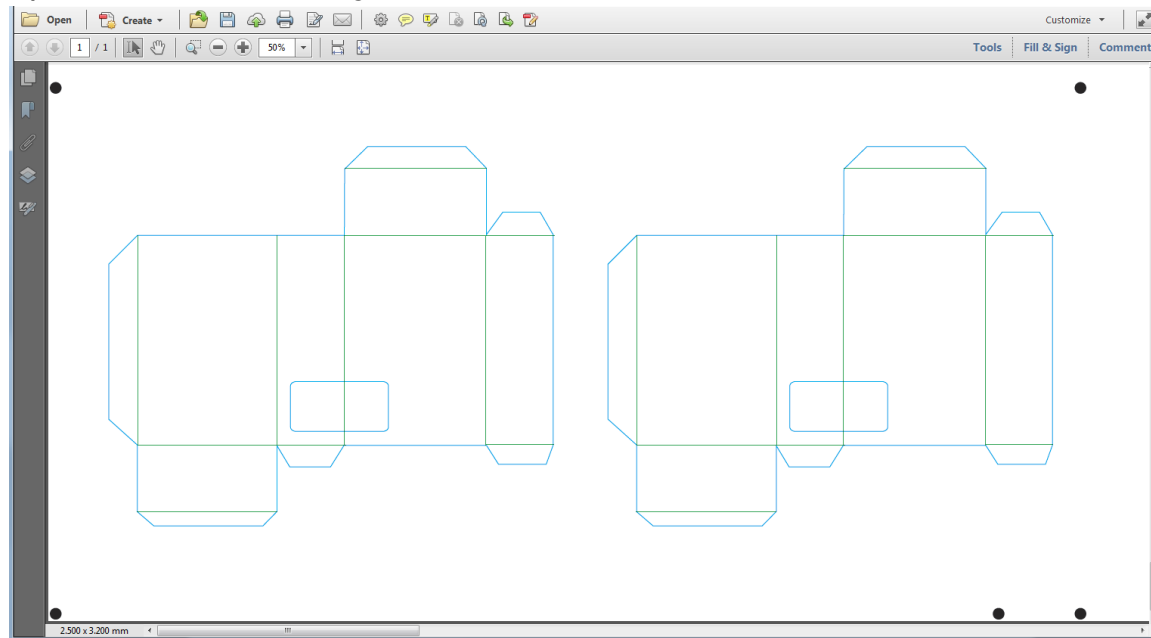 Open Create Customize
1 / 1 50% Tools Fill & Sign Comment
2.500 x 3.200 mm